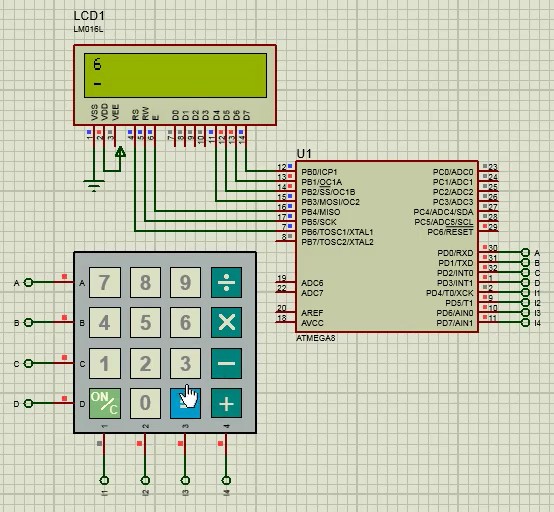 LCD1
LM016L
6
-
VSS VDD VEE RS RW E D0 D1 D2 D3 D4 D5 D6 D7
1 2 3 4 5 6 7 8 9 10 11 12 13 14
U1
12 PB0/ICP1 PC0/ADC0 23
13 PB1/OC1A PC1/ADC1 24
14 PB2/SS/OC1B PC2/ADC2 25
15 PB3/MOSI/OC2 PC3/ADC3 26
16 PB4/MISO PC4/ADC4/SDA 27
17 PB5/SCK PC5/ADC5/SCL 28
7 PB6/TOSC1/XTAL1 PC6/RESET 29
8 PB7/TOSC2/XTAL2
PD0/RXD 30 A
PD1/TXD 31 B
PD2/INT0 32 C
19 ADC6 PD3/INT1 1 D
22 ADC7 PD4/T0/XCK 2 I1
PD5/T1 9 I2
20 AREF PD6/AIN0 10 I3
18 AVCC PD7/AIN1 11 I4
ATMEGA8
A A 7 8 9 ÷
B B 4 5 6 ×
C C 1 2 3 −
D D ON/C 0 = +
1 2 3 4
I1 I2 I3 I4